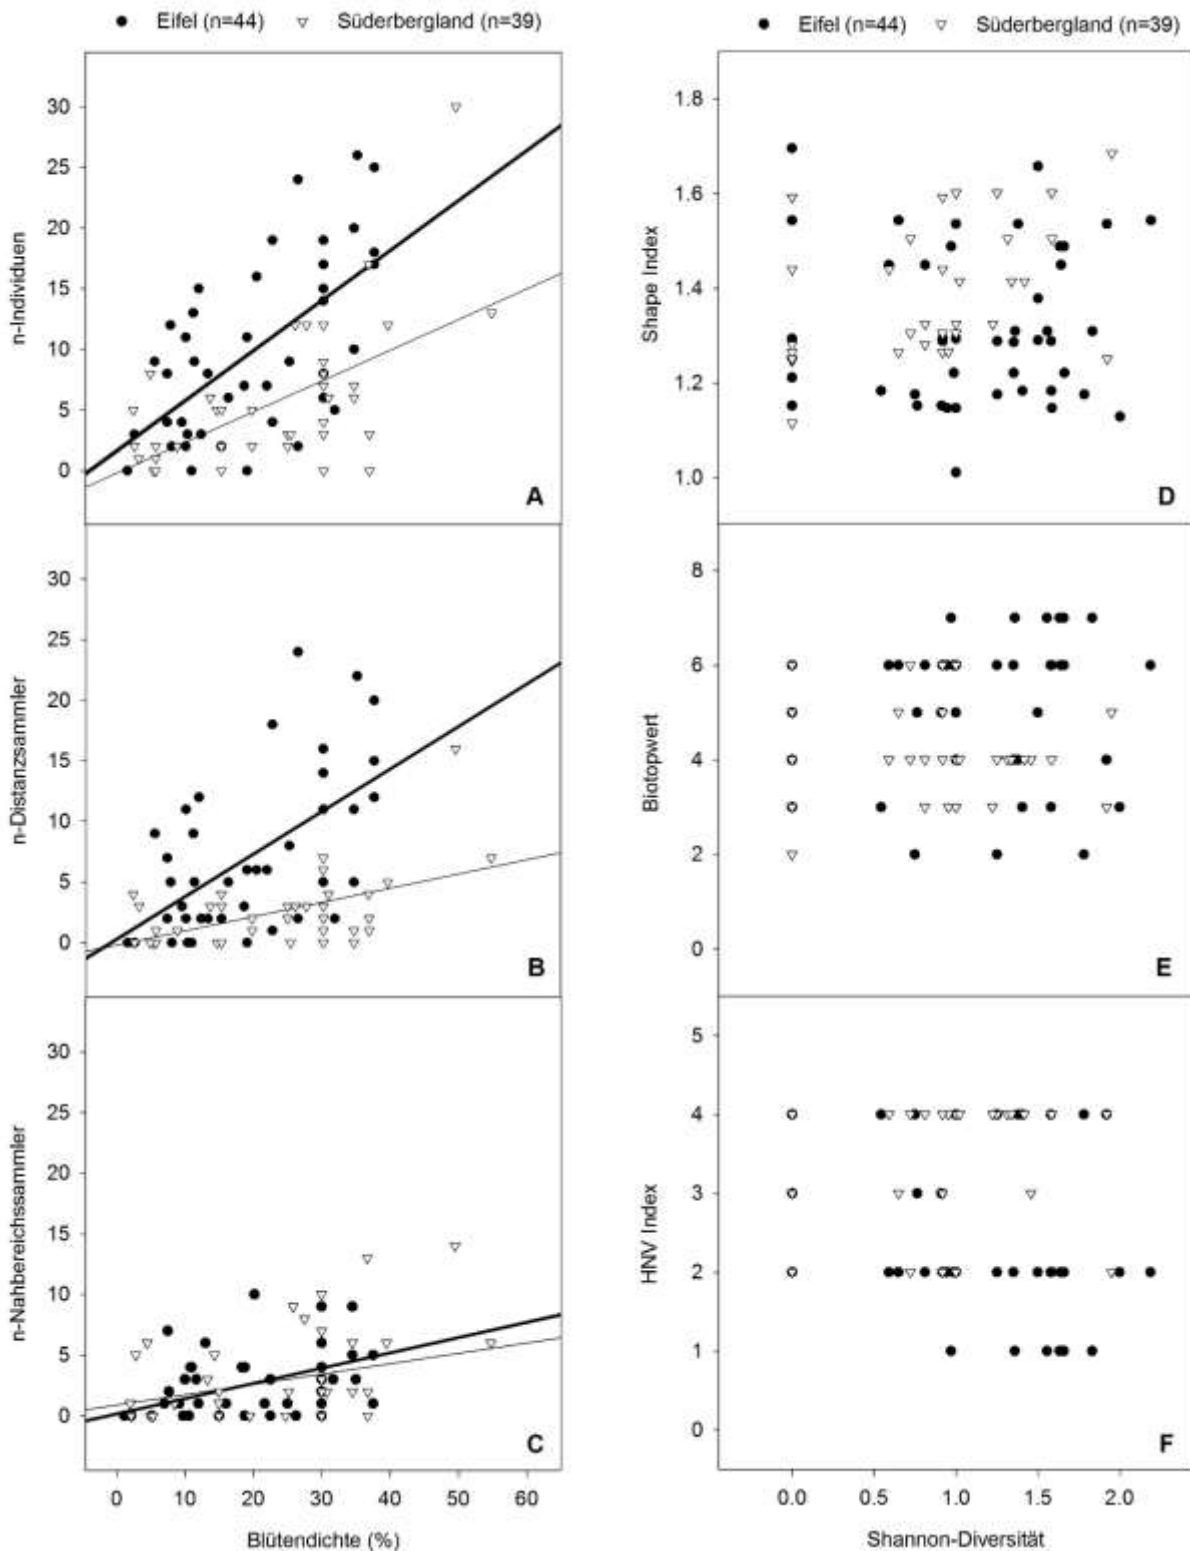 Eifel (n=44) Süderbergland (n=39)
n-Individuen
30
25
20
15
10
5
0
A
n-Distanzsammler
30
25
20
15
10
5
0
B
n-Nahbereichssammler
30
25
20
15
10
5
0
C
0 10 20 30 40 50 60
Blütendichte (%)
Eifel (n=44) Süderbergland (n=39)
Shape Index
1.8
1.6
1.4
1.2
1.0
D
Biotopwert
8
6
4
2
0
E
HNV Index
5
4
3
2
1
0
F
0.0 0.5 1.0 1.5 2.0
Shannon-Diversität